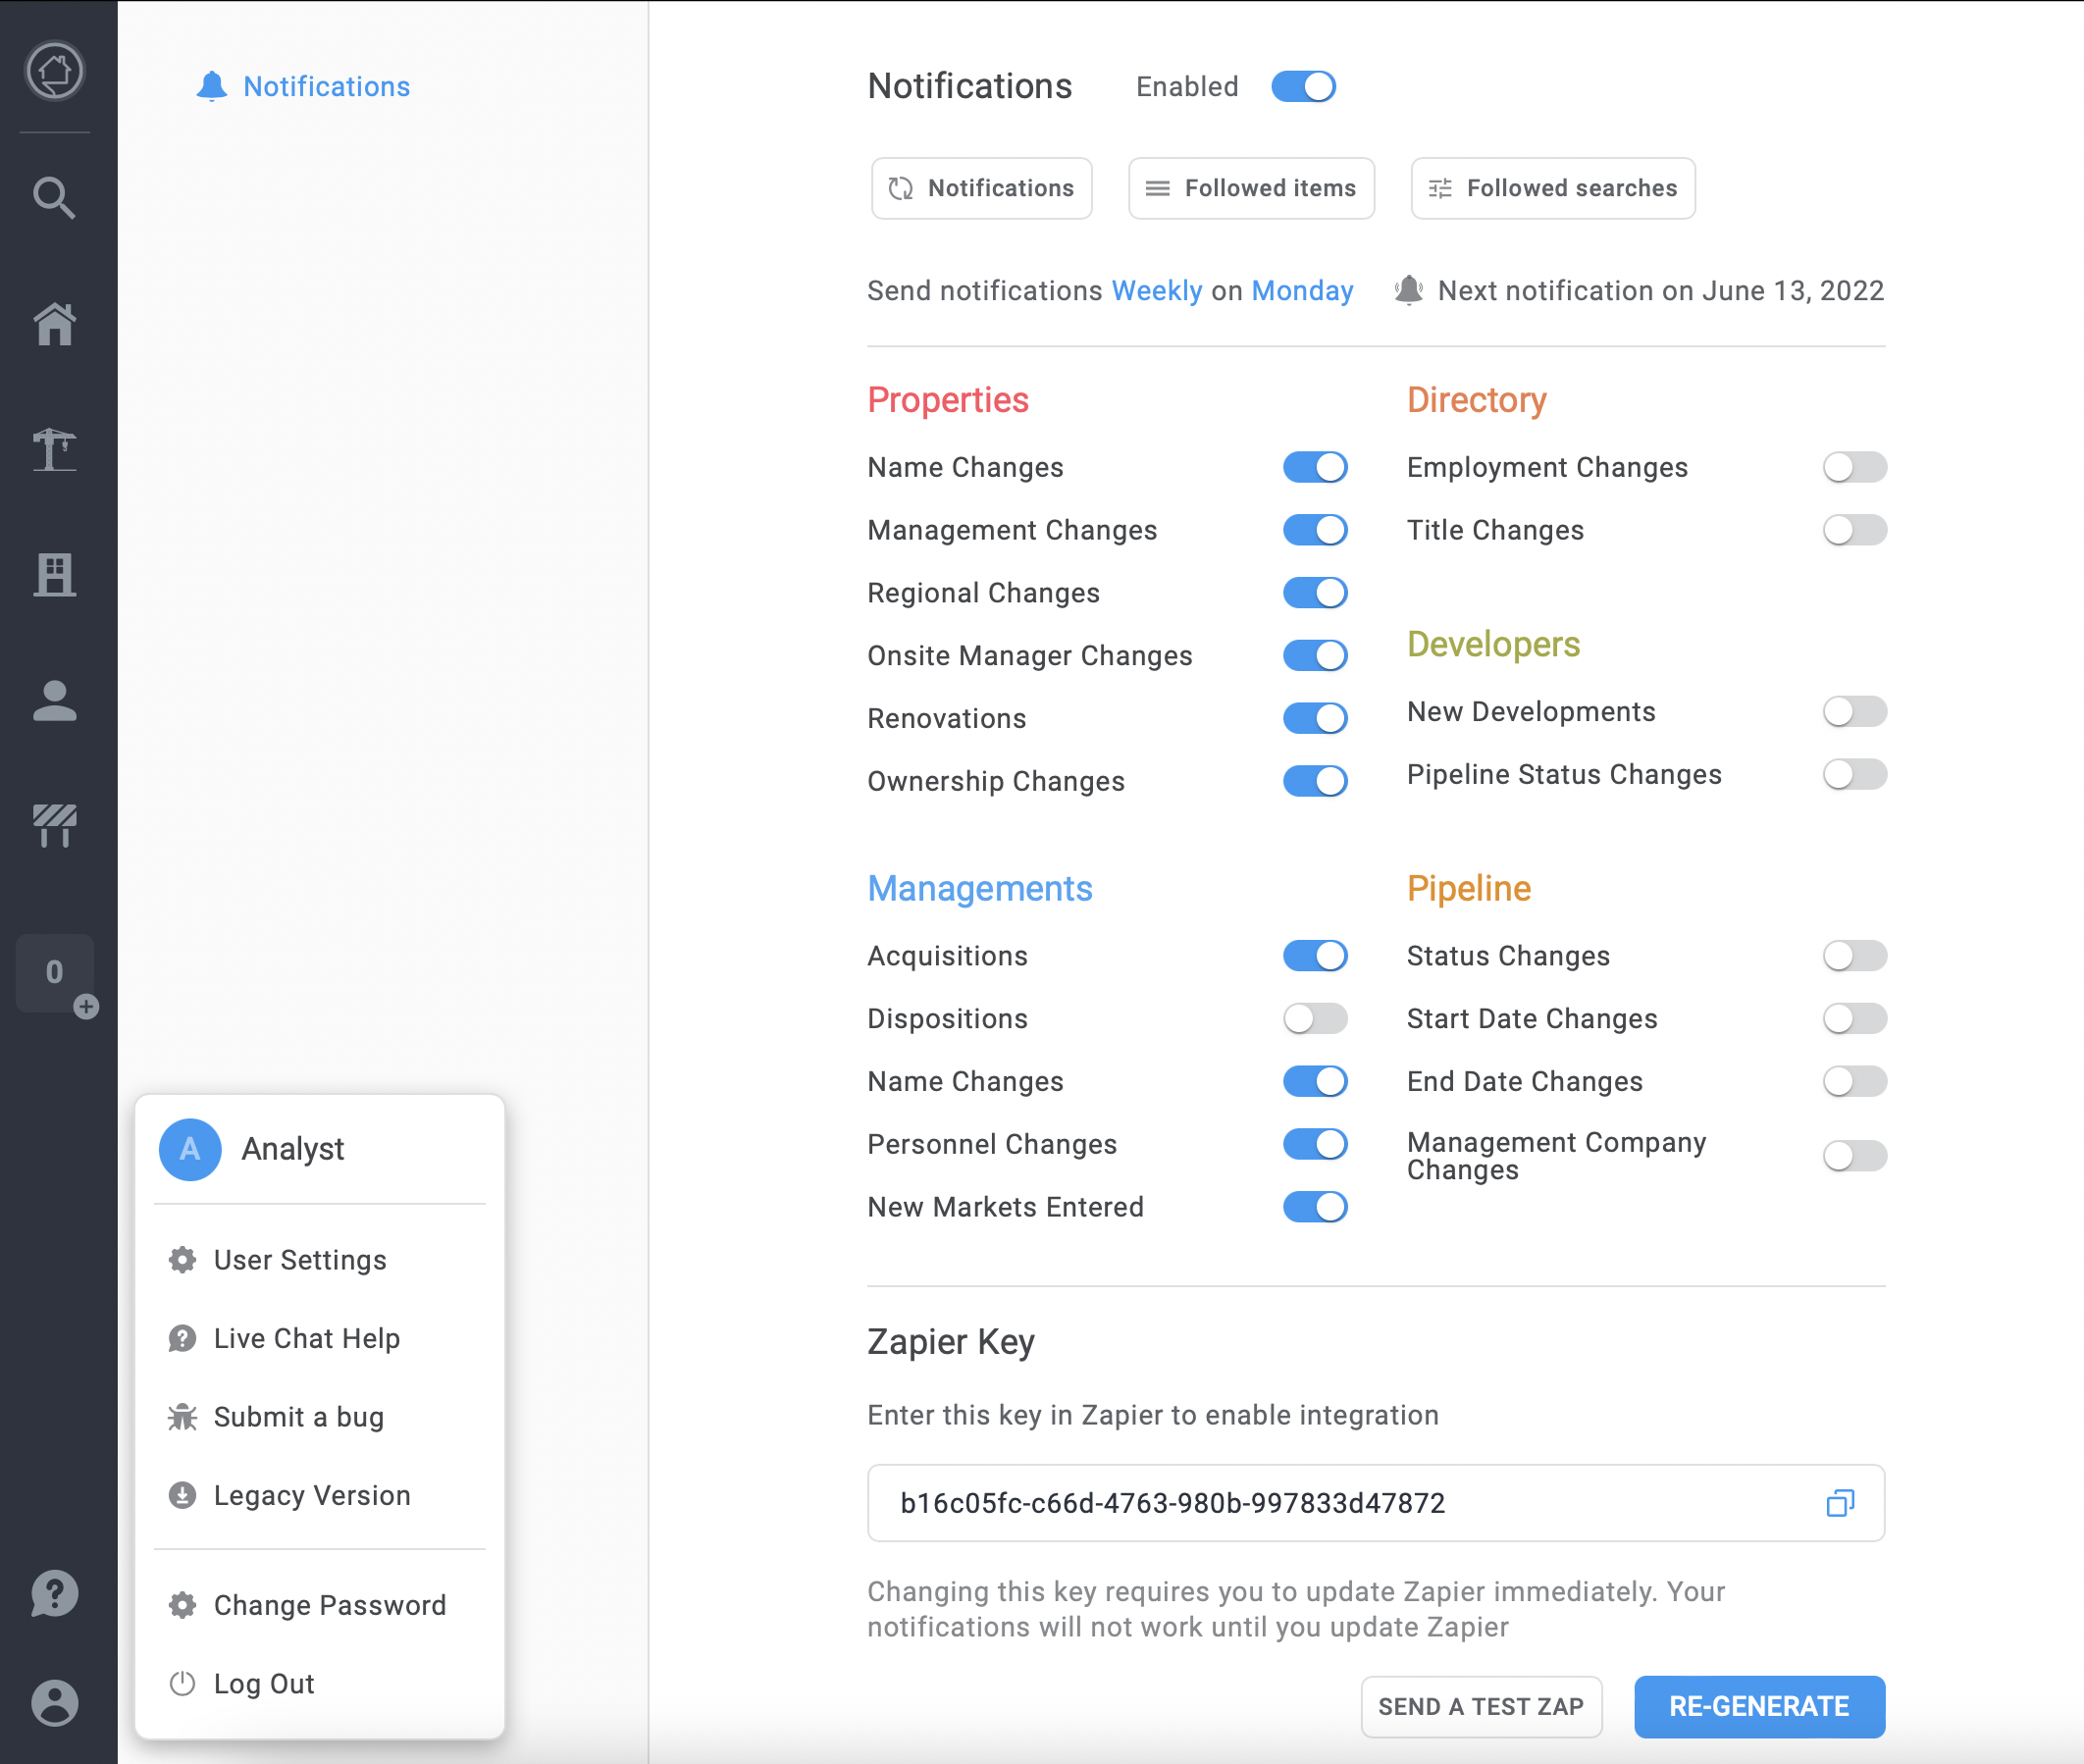 Notifications
Notifications Enabled
Notifications Followed items Followed searches
Send notifications Weekly on Monday Next notification on June 13, 2022
Properties
Name Changes
Management Changes
Regional Changes
Onsite Manager Changes
Renovations
Ownership Changes
Directory
Employment Changes
Title Changes
Developers
New Developments
Pipeline Status Changes
Managements
Acquisitions
Dispositions
Name Changes
Personnel Changes
New Markets Entered
Pipeline
Status Changes
Start Date Changes
End Date Changes
Management Company
Changes
Zapier Key
Enter this key in Zapier to enable integration
b16c05fc-c66d-4763-980b-997833d47872
Changing this key requires you to update Zapier immediately. Your
notifications will not work until you update Zapier
SEND A TEST ZAP RE-GENERATE
0
A Analyst
User Settings
Live Chat Help
Submit a bug
Legacy Version
Change Password
Log Out